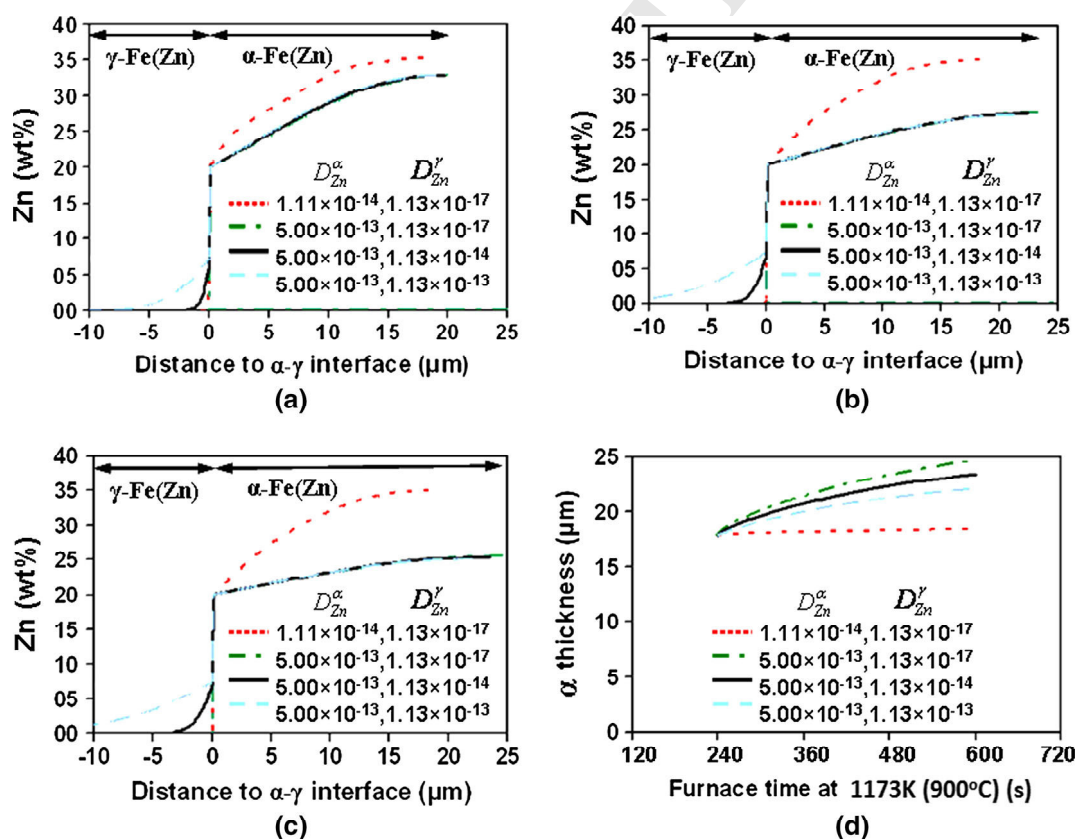 40
35
30
25
20
15
10
05
00
Zn (wt%)
γ-Fe(Zn)
α-Fe(Zn)
D^α_Zn D^γ_Zn
1.11×10-14,1.13×10-17
5.00×10-13,1.13×10-17
5.00×10-13,1.13×10-14
5.00×10-13,1.13×10-13
-10 -5 0 5 10 15 20 25
Distance to α-γ interface (µm)
(a)
40
35
30
25
20
15
10
05
00
Zn (wt%)
γ-Fe(Zn)
α-Fe(Zn)
D^α_Zn D^γ_Zn
1.11×10-14,1.13×10-17
5.00×10-13,1.13×10-17
5.00×10-13,1.13×10-14
5.00×10-13,1.13×10-13
-10 -5 0 5 10 15 20 25
Distance to α-γ interface (µm)
(b)
40
35
30
25
20
15
10
05
00
Zn (wt%)
γ-Fe(Zn)
α-Fe(Zn)
D^α_Zn D^γ_Zn
1.11×10-14,1.13×10-17
5.00×10-13,1.13×10-17
5.00×10-13,1.13×10-14
5.00×10-13,1.13×10-13
-10 -5 0 5 10 15 20 25
Distance to α-γ interface (µm)
(c)
25
20
15
10
5
0
α thickness (µm)
D^α_Zn D^γ_Zn
1.11×10-14,1.13×10-17
5.00×10-13,1.13×10-17
5.00×10-13,1.13×10-14
5.00×10-13,1.13×10-13
120 240 360 480 600 720
Furnace time at 1173K (900°C) (s)
(d)